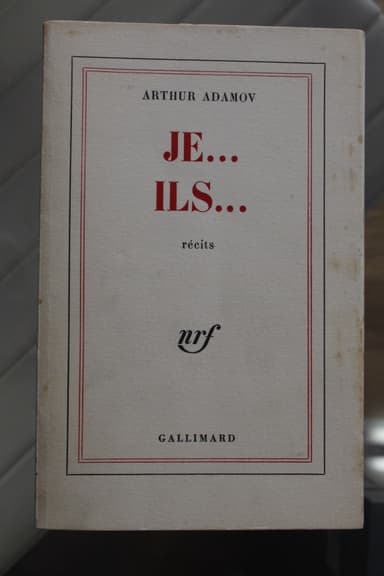 ARTHUR ADAMOV
JE...
ILS...
récits
nrf
GALLIMARD